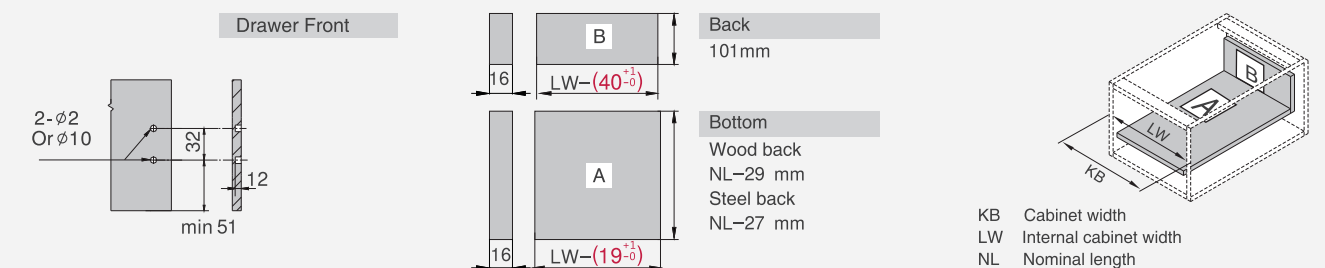 Drawer Front
2-⌀2
Or⌀10
32
12
min 51
16
B
LW–(40+1-0)
Back
101mm
A
16
LW–(19+1-0)
Bottom
Wood back
NL–29 mm
Steel back
NL–27 mm
B
A
LW
KB
KB Cabinet width
LW Internal cabinet width
NL Nominal length